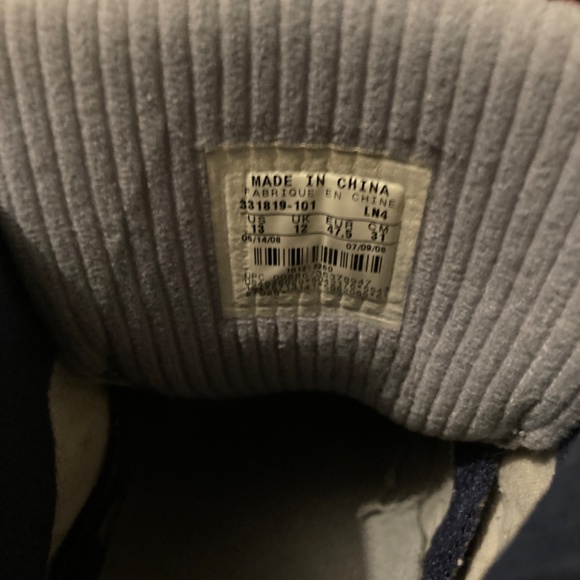 MADE IN CHINA
FABRIQUE EN CHINE
331819-101 LN4
US UK EUR CM
13 12 47.5 31
05/14/08 07/09/08
UPC